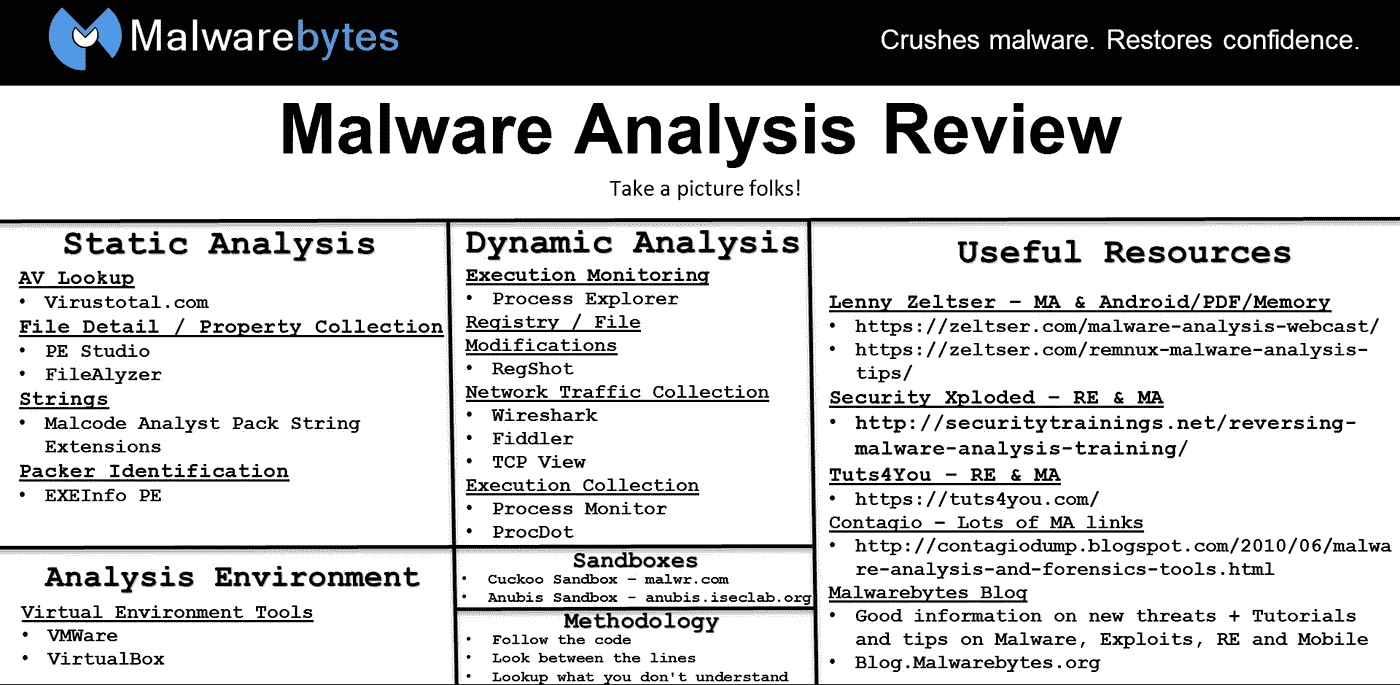 Malwarebytes
Crushes malware. Restores confidence.
Malware Analysis Review
Take a picture folks!
Static Analysis
AV Lookup
• Virustotal.com
File Detail / Property Collection
• PE Studio
• FileAlyzer
Strings
• Malcode Analyst Pack String
Extensions
Packer Identification
• EXEInfo PE
Analysis Environment
Virtual Environment Tools
• VMWare
• VirtualBox
Dynamic Analysis
Execution Monitoring
• Process Explorer
Registry / File
Modifications
• RegShot
Network Traffic Collection
• Wireshark
• Fiddler
• TCP View
Execution Collection
• Process Monitor
• ProcDot
Sandboxes
• Cuckoo Sandbox – malwr.com
• Anubis Sandbox - anubis.iseclab.org
Methodology
• Follow the code
• Look between the lines
• Lookup what you don't understand
Useful Resources
Lenny Zeltser – MA & Android/PDF/Memory
• https://zeltser.com/malware-analysis-webcast/
• https://zeltser.com/remnux-malware-analysis-
tips/
Security Xploded – RE & MA
• http://securitytrainings.net/reversing-
malware-analysis-training/
Tuts4You – RE & MA
• https://tuts4you.com/
Contagio – Lots of MA links
• http://contagiodump.blogspot.com/2010/06/malwa
re-analysis-and-forensics-tools.html
Malwarebytes Blog
• Good information on new threats + Tutorials
and tips on Malware, Exploits, RE and Mobile
• Blog.Malwarebytes.org